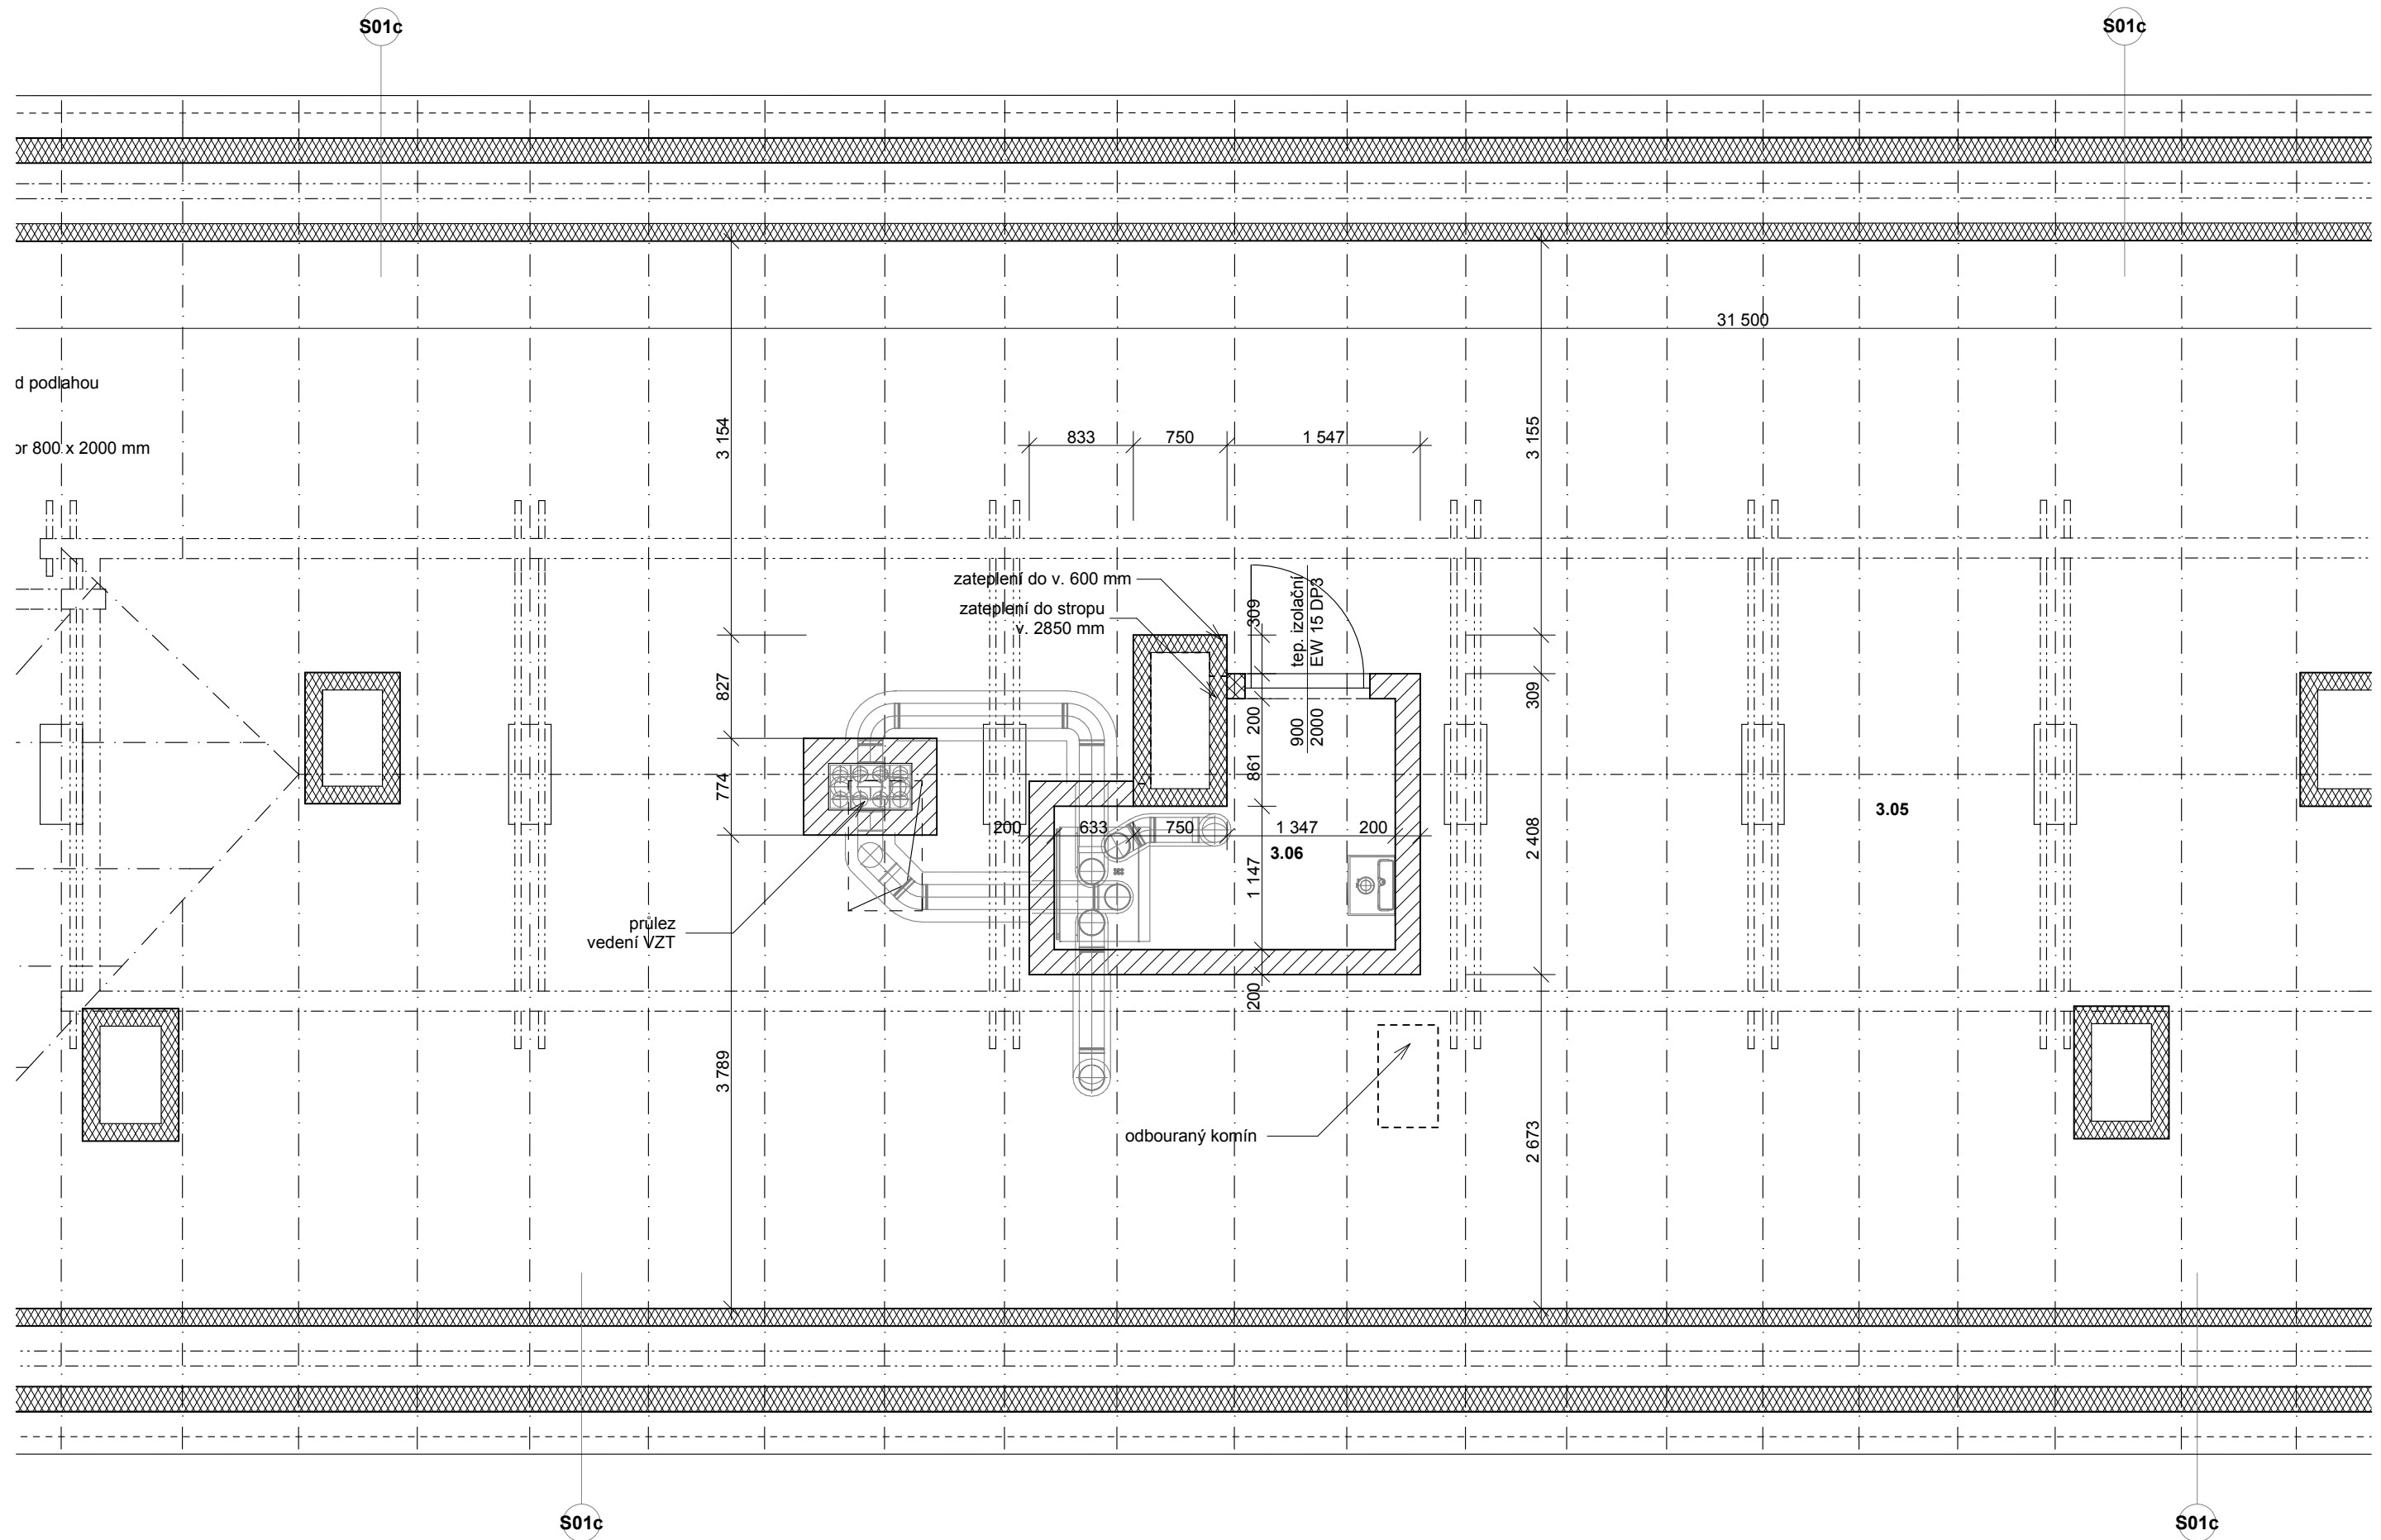 S01c
S01c
31 500
d podlahou
or 800 x 2000 mm
3 154
3 155
833
750
1 547
zateplení do v. 600 mm
zateplení do stropu
v. 2850 mm
309
tep. izolační
EW 15 DP3
827
309
200
900
2000
861
774
200
633
750
1 347
200
3.05
3.06
2 408
1 147
průlez
vedení VZT
200
3 789
odbouraný komín
2 673
S01c
S01c